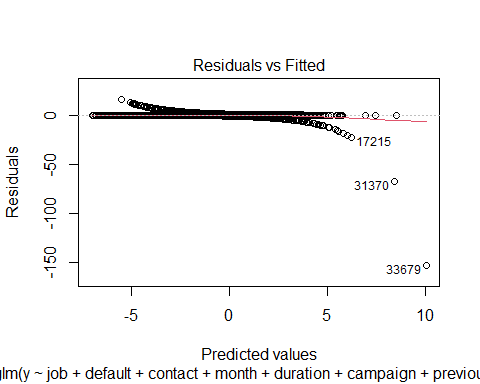 Residuals vs Fitted
Residuals
0
-50
-100
-150
17215
31370
33679
-5
0
5
10
Predicted values
glm(y ~ job + default + contact + month + duration + campaign + previou